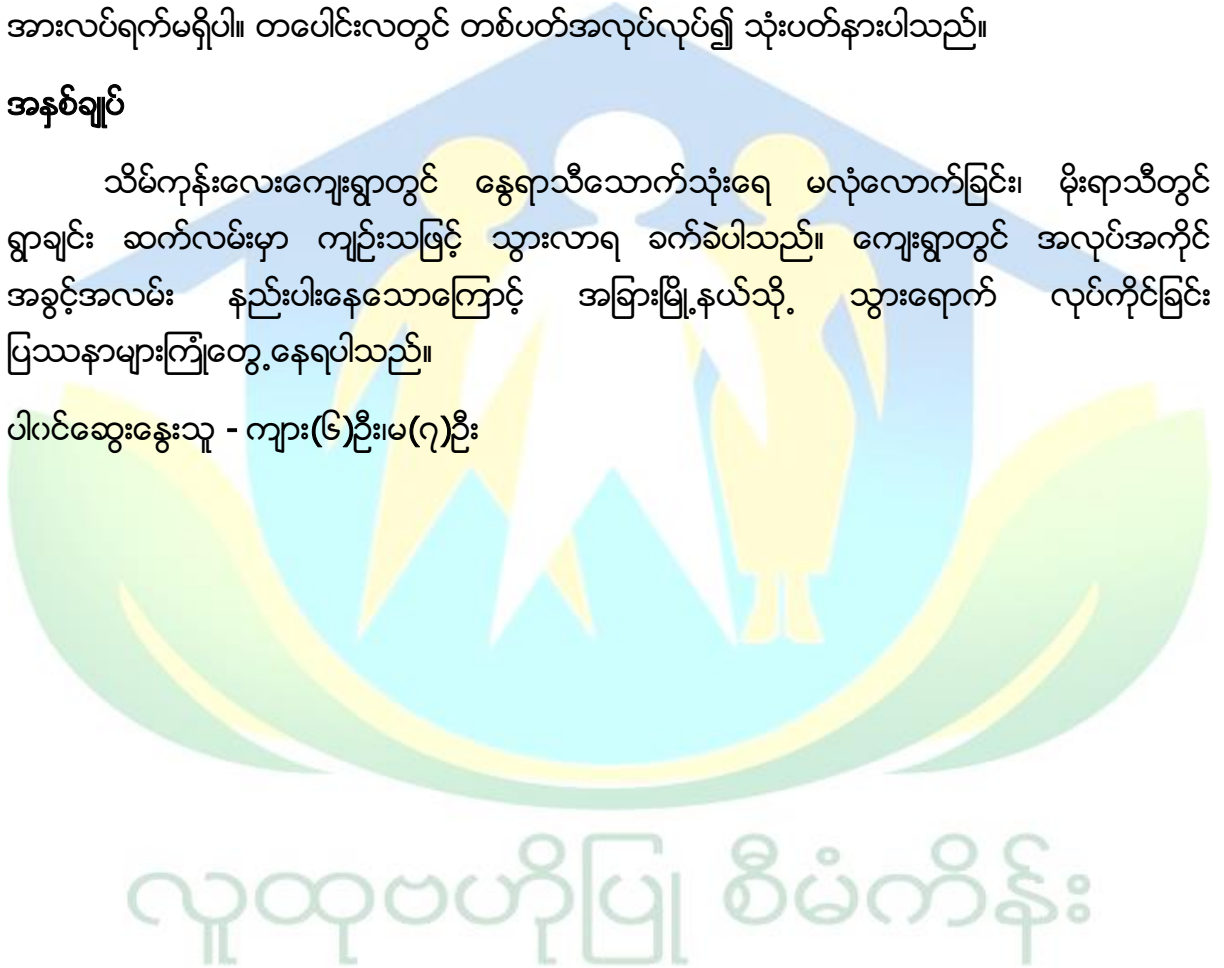 အားလပ်ရက်မရှိပါ။ တပေါင်းလတွင် တစ်ပတ်အလုပ်လုပ်၍ သုံးပတ်နားပါသည်။
အနှစ်ချုပ်
သိမ်ကုန်းလေးကျေးရွာတွင် နွေရာသီသောက်သုံးရေ မလုံလောက်ခြင်း၊ မိုးရာသီတွင်
ရွာချင်း ဆက်လမ်းမှာ ကျဉ်းသဖြင့် သွားလာရ ခက်ခဲပါသည်။ ကျေးရွာတွင် အလုပ်အကိုင်
အခွင့်အလမ်း နည်းပါးနေသောကြောင့် အခြားမြို့နယ်သို့ သွားရောက် လုပ်ကိုင်ခြင်း
ပြဿနာများကြုံတွေ့နေရပါသည်။
ပါဝင်ဆွေးနွေးသူ - ကျား(၆)ဦး၊မ(၇)ဦး
လူထုဗဟိုပြု စီမံကိန်း